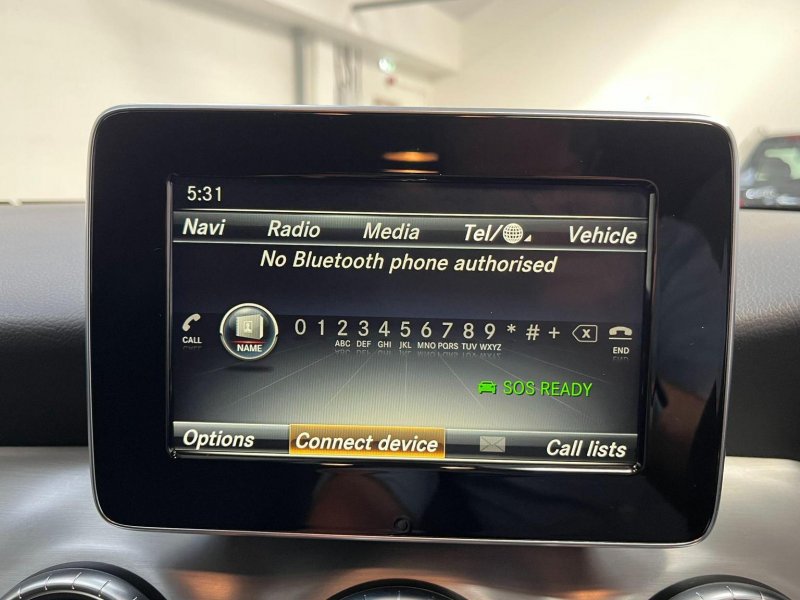 5:31
Navi Radio Media Tel/ Vehicle
No Bluetooth phone authorised
CALL NAME 0 1 2 3 4 5 6 7 8 9 * # + x END
ABC DEF GHI JKL MNO PQRS TUV WXYZ
SOS READY
Options Connect device Call lists